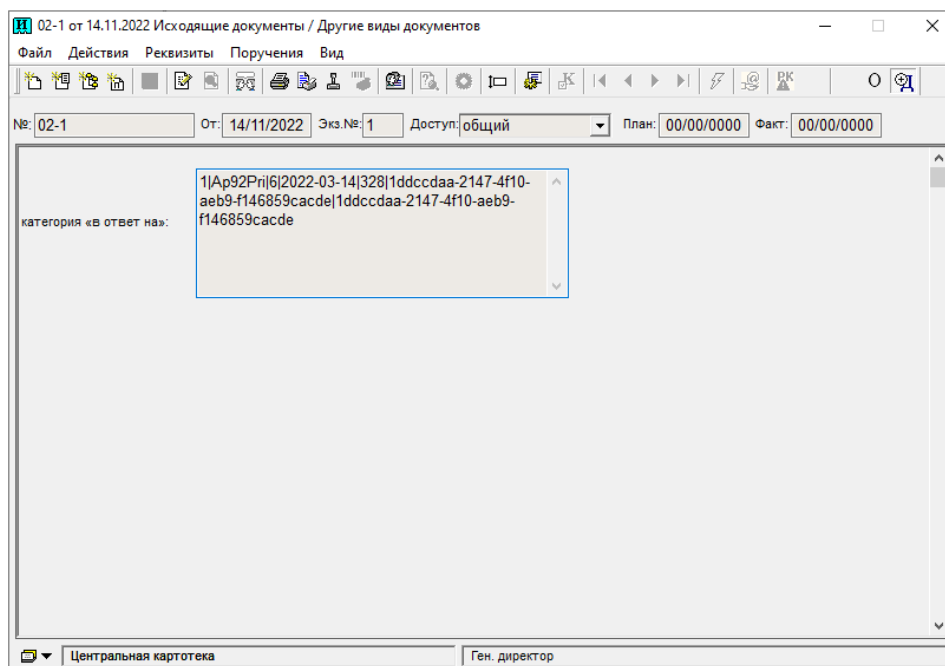 02-1 от 14.11.2022 Исходящие документы / Другие виды документов
Файл Действия Реквизиты Поручения Вид
РК О Д
№: 02-1 От: 14/11/2022 Экз.№: 1 Доступ: общий План: 00/00/0000 Факт: 00/00/0000
1|Ap92Pri|6|2022-03-14|328|1ddccdaa-2147-4f10-
aeb9-f146859cacde|1ddccdaa-2147-4f10-aeb9-
f146859cacde
категория «в ответ на»:
Центральная картотека Ген. директор